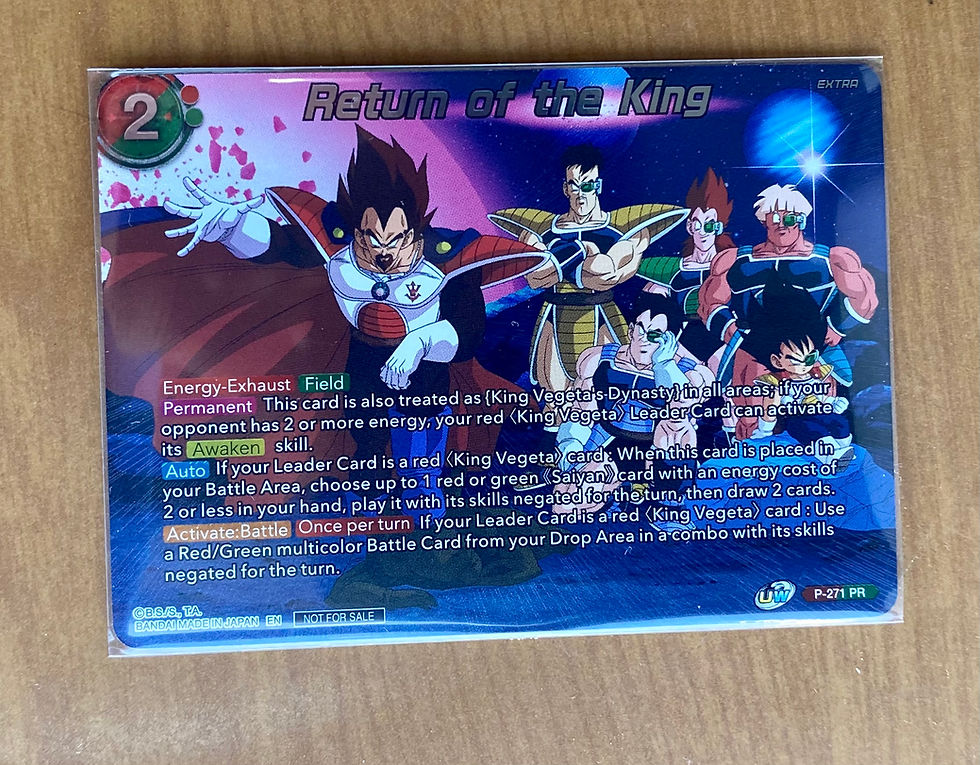 2
Return of the King
EXTRA
Energy-Exhaust Field
Permanent This card is also treated as {King Vegeta's Dynasty} in all areas; if your
opponent has 2 or more energy, your red 〈King Vegeta〉 Leader Card can activate
its Awaken skill.
Auto If your Leader Card is a red 〈King Vegeta〉 card : When this card is placed in
your Battle Area, choose up to 1 red or green 《Saiyan》 card with an energy cost of
2 or less in your hand, play it with its skills negated for the turn, then draw 2 cards.
Activate:Battle Once per turn If your Leader Card is a red 〈King Vegeta〉 card : Use
a Red/Green multicolor Battle Card from your Drop Area in a combo with its skills
negated for the turn.
©B.S./S., T.A.
BANDAI MADE IN JAPAN EN NOT FOR SALE
UW P-271 PR